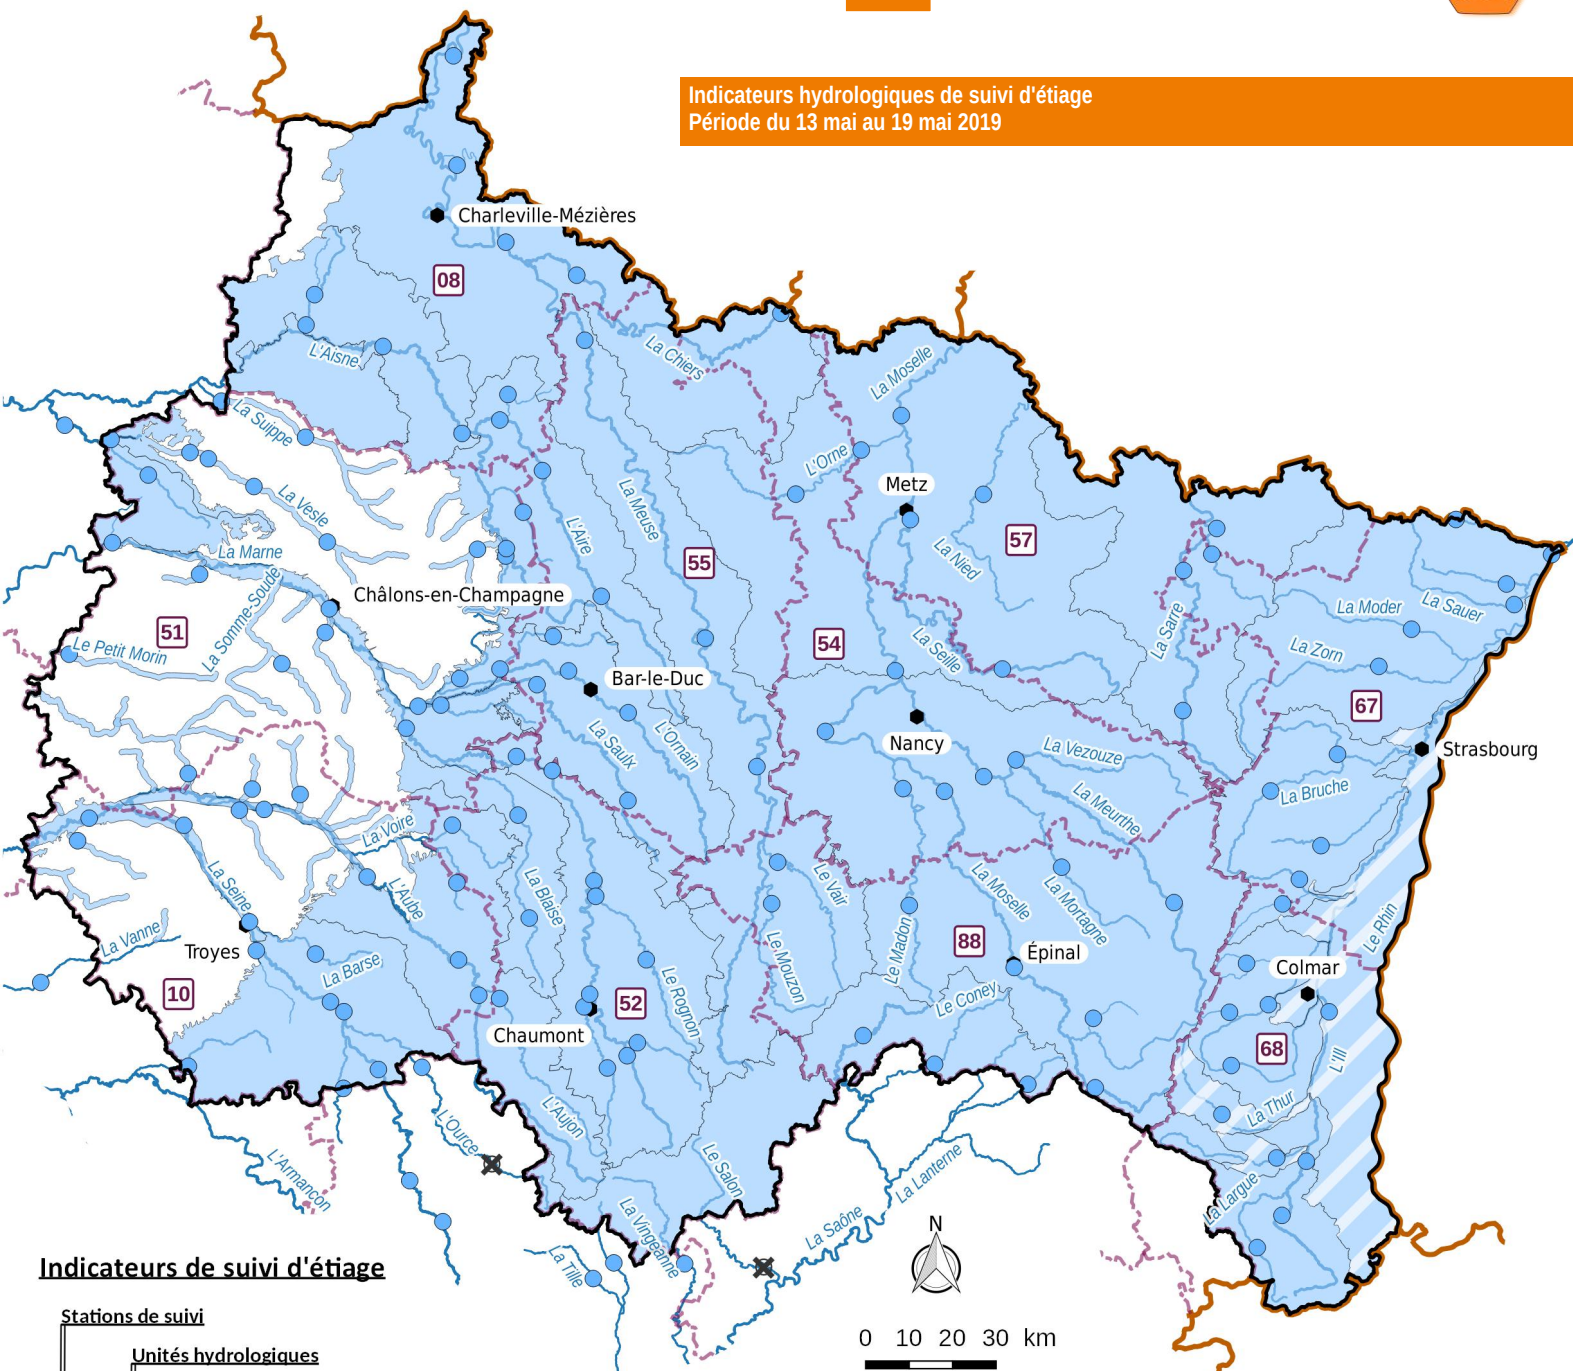 Indicateurs hydrologiques de suivi d'étiage
Période du 13 mai au 19 mai 2019
Charleville-Mézières
08
L'Aisne
La Chiers
La Moselle
La Suippe
L'Orne
Metz
La Vesle
La Meuse
L'Aire
57
La Nied
55
La Marne
Châlons-en-Champagne
La Somme-Soude
La Moder
La Sauer
51
Le Petit Morin
54
La Seille
La Sarre
La Zorn
Bar-le-Duc
67
La Saulx
L'Ornain
Nancy
La Vezouze
Strasbourg
La Bruche
La Meurthe
La Voire
La Seine
L'Aube
La Blaise
Le Vair
La Moselle
La Mortagne
Le Rhin
La Vanne
Troyes
La Barse
Le Mouzon
Le Madon
88
Épinal
Colmar
10
Le Rognon
52
Le Coney
Chaumont
68
L'Ill
L'Aujon
La Thur
L'Ource
L'Armançon
Le Salon
La Lanterne
La Largue
La Vingeanne
La Saône
La Tille
N
Indicateurs de suivi d'étiage
Stations de suivi
Unités hydrologiques
0 10 20 30 km